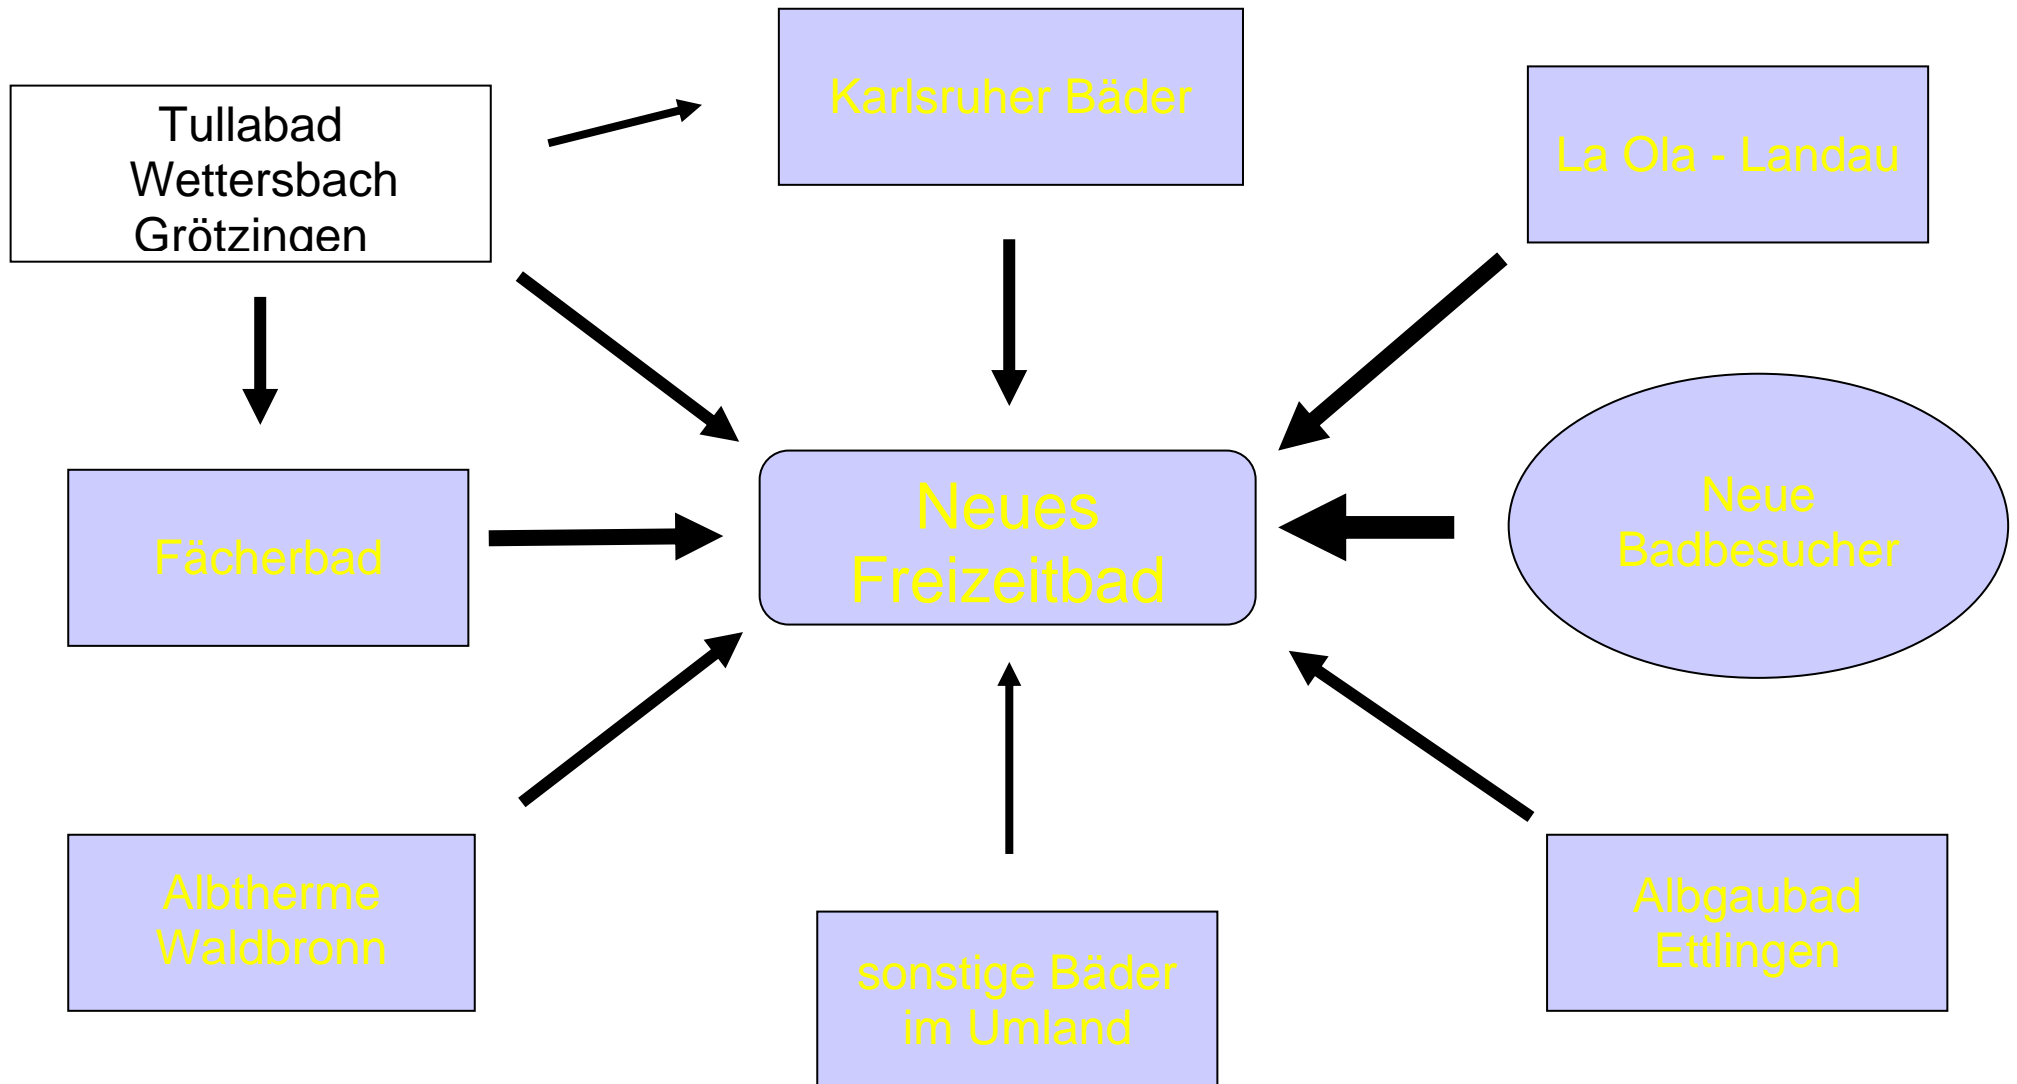 Karlsruher Bäder
Tullabad
Wettersbach
Grötzingen
La Ola - Landau
Fächerbad
Neues
Freizeitbad
Neue
Badbesucher
Albtherme
Waldbronn
sonstige Bäder
im Umland
Albgaubad
Ettlingen